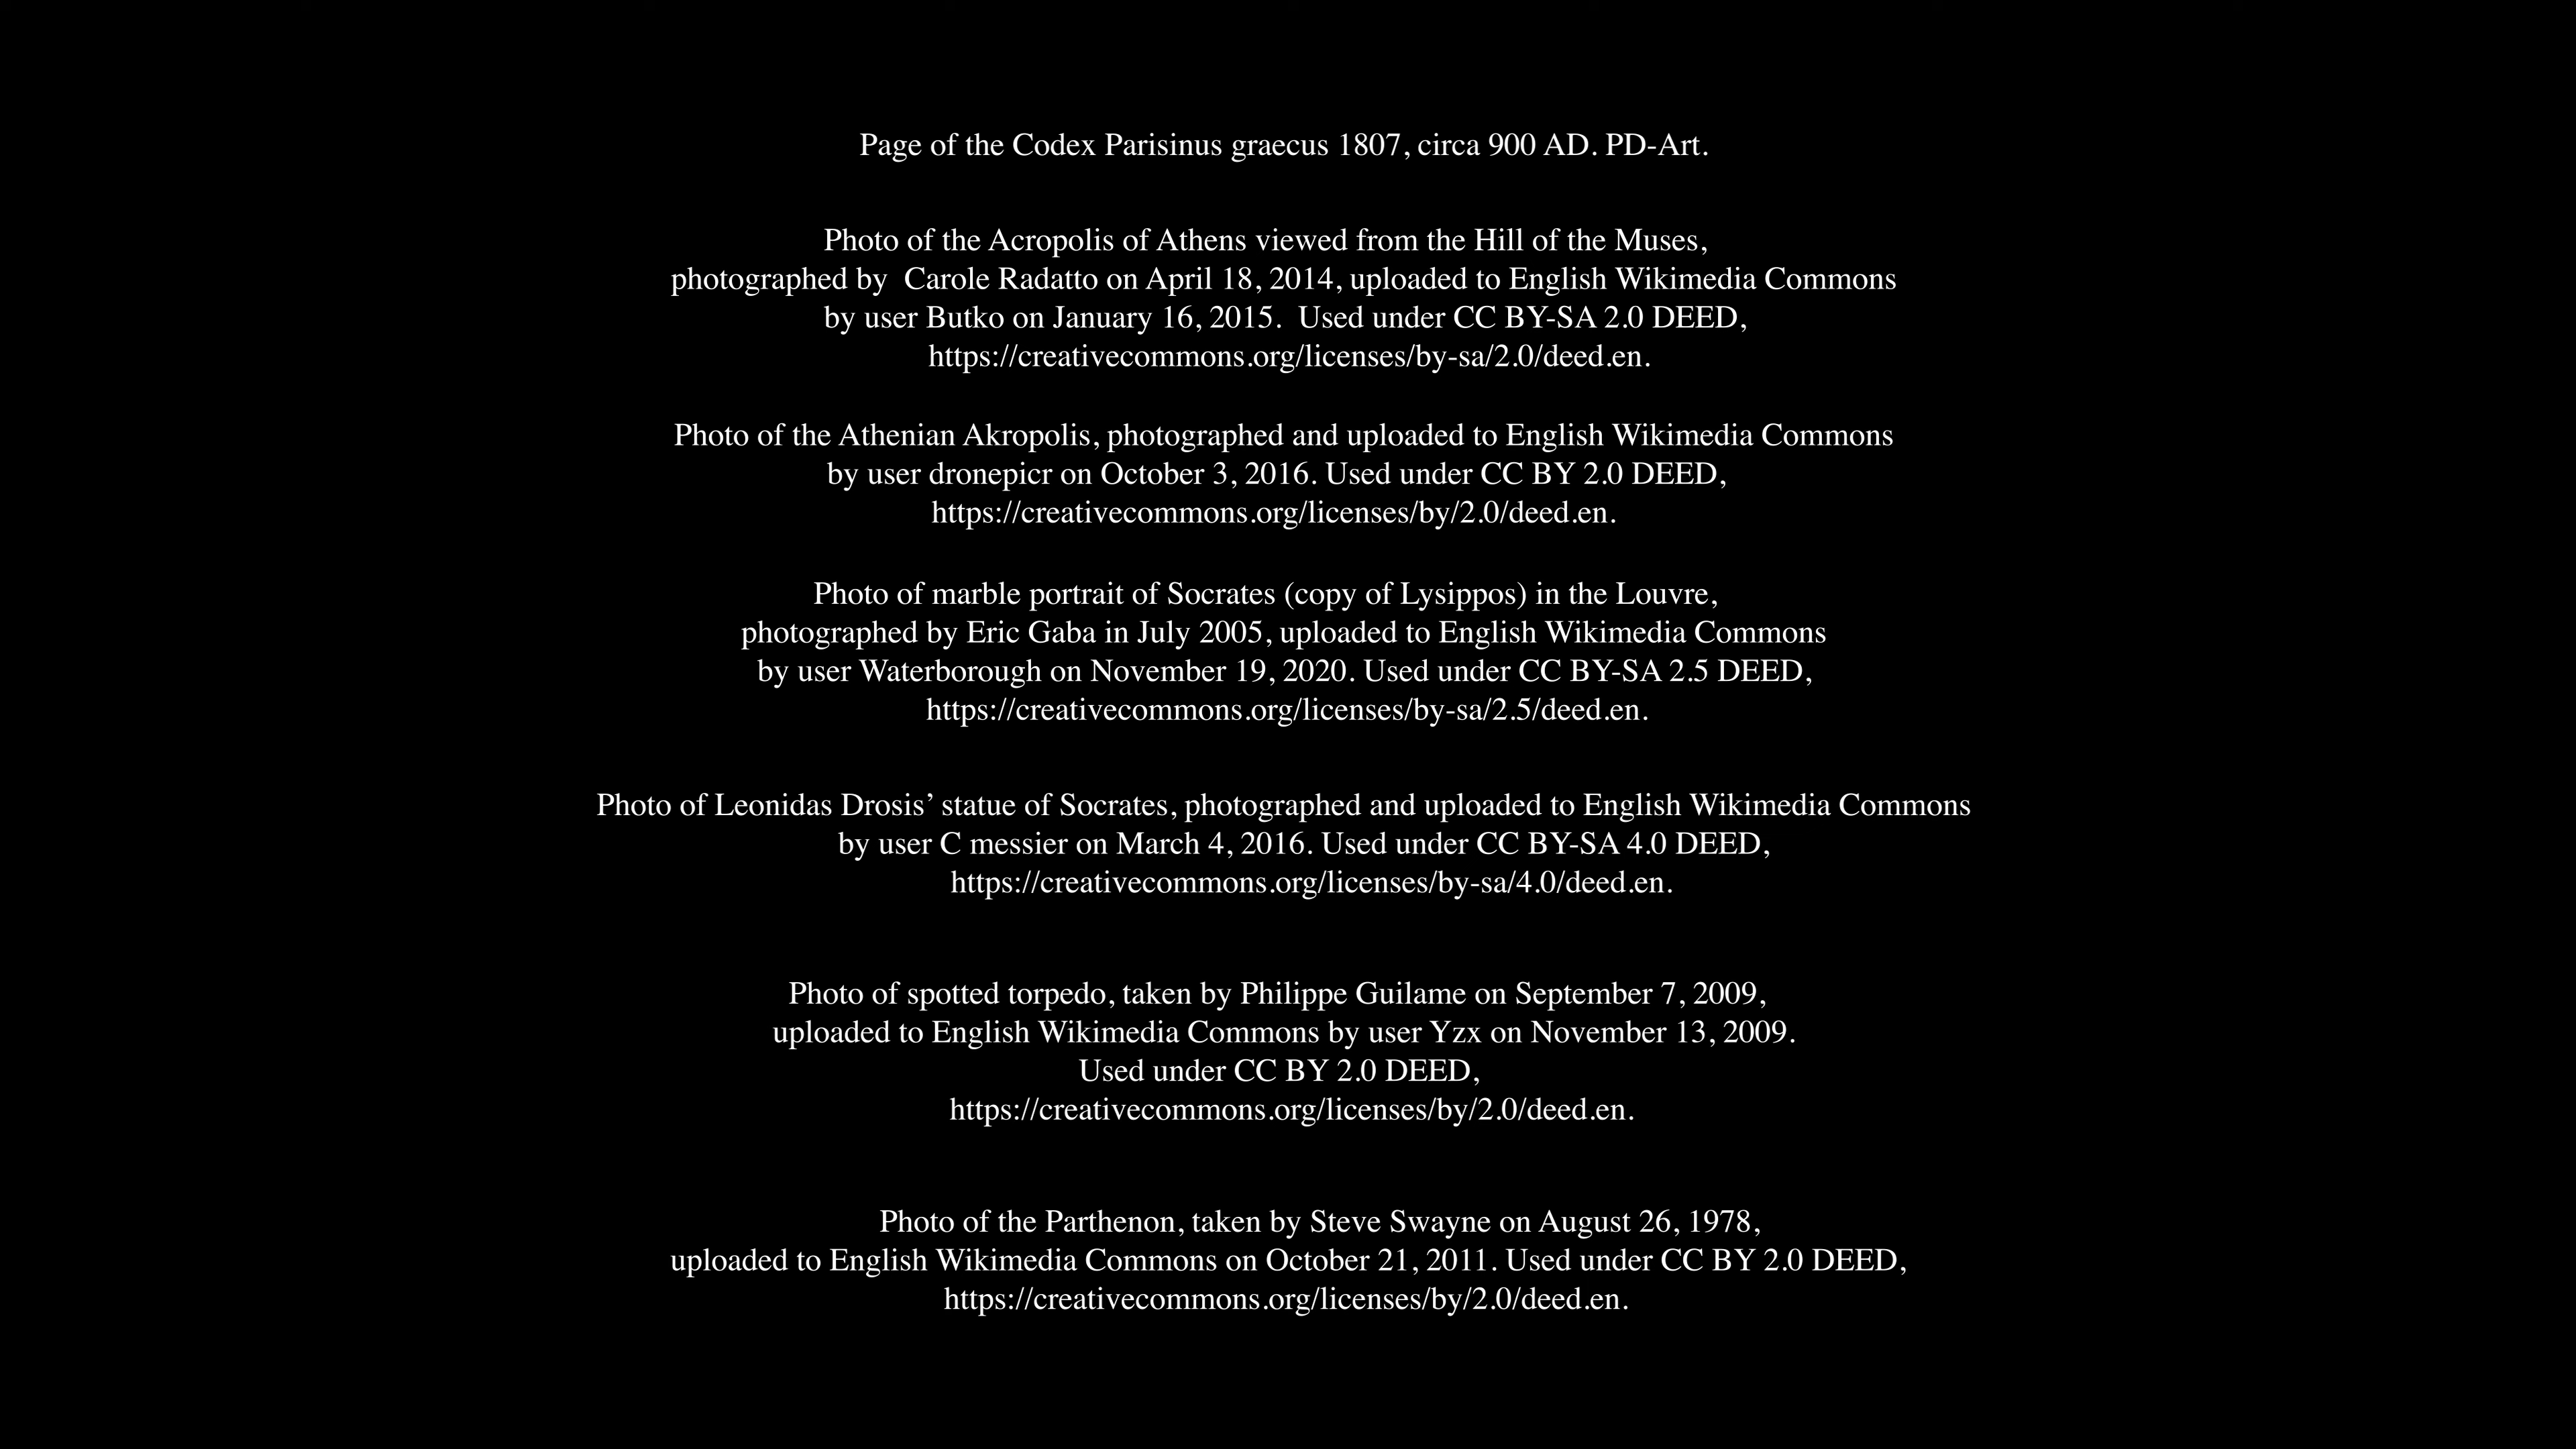 Page of the Codex Parisinus graecus 1807, circa 900 AD. PD-Art.
Photo of the Acropolis of Athens viewed from the Hill of the Muses,
photographed by  Carole Radatto on April 18, 2014, uploaded to English Wikimedia Commons
by user Butko on January 16, 2015.  Used under CC BY-SA 2.0 DEED,
https://creativecommons.org/licenses/by-sa/2.0/deed.en.
Photo of the Athenian Akropolis, photographed and uploaded to English Wikimedia Commons
by user dronepicr on October 3, 2016. Used under CC BY 2.0 DEED,
https://creativecommons.org/licenses/by/2.0/deed.en.
Photo of marble portrait of Socrates (copy of Lysippos) in the Louvre,
photographed by Eric Gaba in July 2005, uploaded to English Wikimedia Commons
by user Waterborough on November 19, 2020. Used under CC BY-SA 2.5 DEED,
https://creativecommons.org/licenses/by-sa/2.5/deed.en.
Photo of Leonidas Drosis’ statue of Socrates, photographed and uploaded to English Wikimedia Commons
by user C messier on March 4, 2016. Used under CC BY-SA 4.0 DEED,
https://creativecommons.org/licenses/by-sa/4.0/deed.en.
Photo of spotted torpedo, taken by Philippe Guilame on September 7, 2009,
uploaded to English Wikimedia Commons by user Yzx on November 13, 2009.
Used under CC BY 2.0 DEED,
https://creativecommons.org/licenses/by/2.0/deed.en.
Photo of the Parthenon, taken by Steve Swayne on August 26, 1978,
uploaded to English Wikimedia Commons on October 21, 2011. Used under CC BY 2.0 DEED,
https://creativecommons.org/licenses/by/2.0/deed.en.